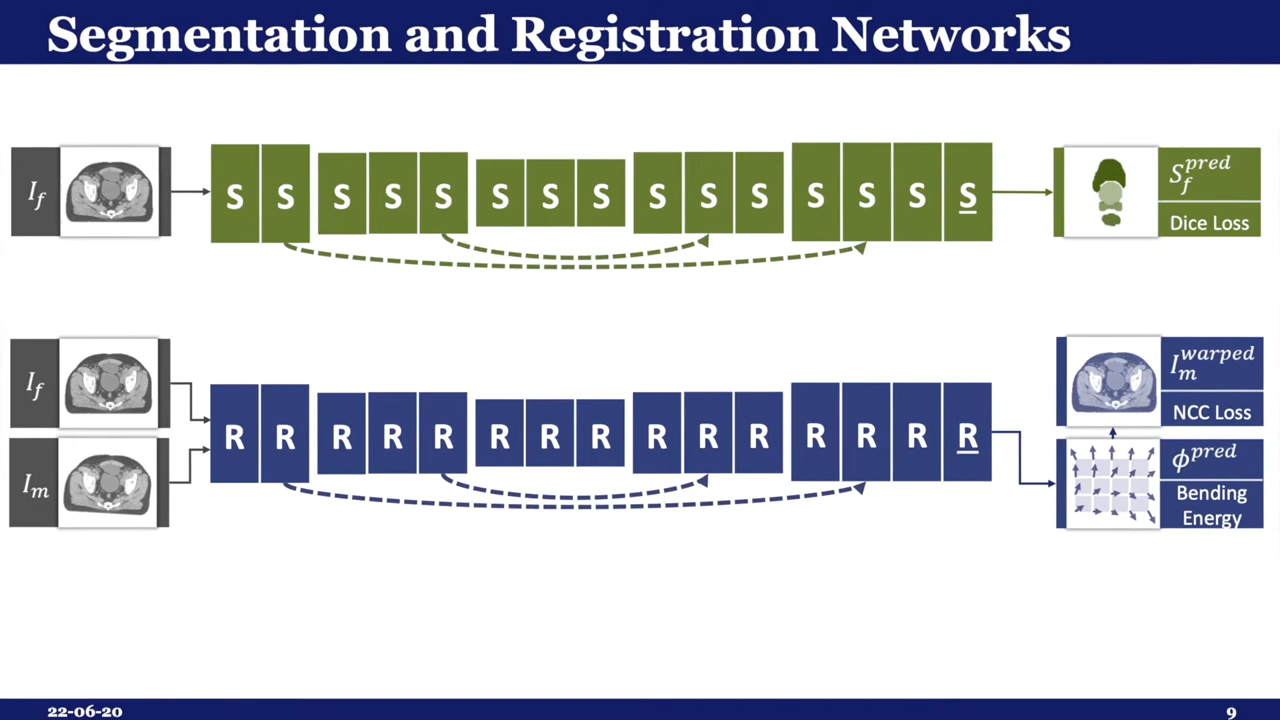 Segmentation and Registration Networks
I_f
S S S S S S S S S S S S S S S
S_f^pred
Dice Loss
I_f
I_m
R R R R R R R R R R R R R R R
I_m^warped
NCC Loss
ϕ^pred
Bending
Energy
22-06-20
9